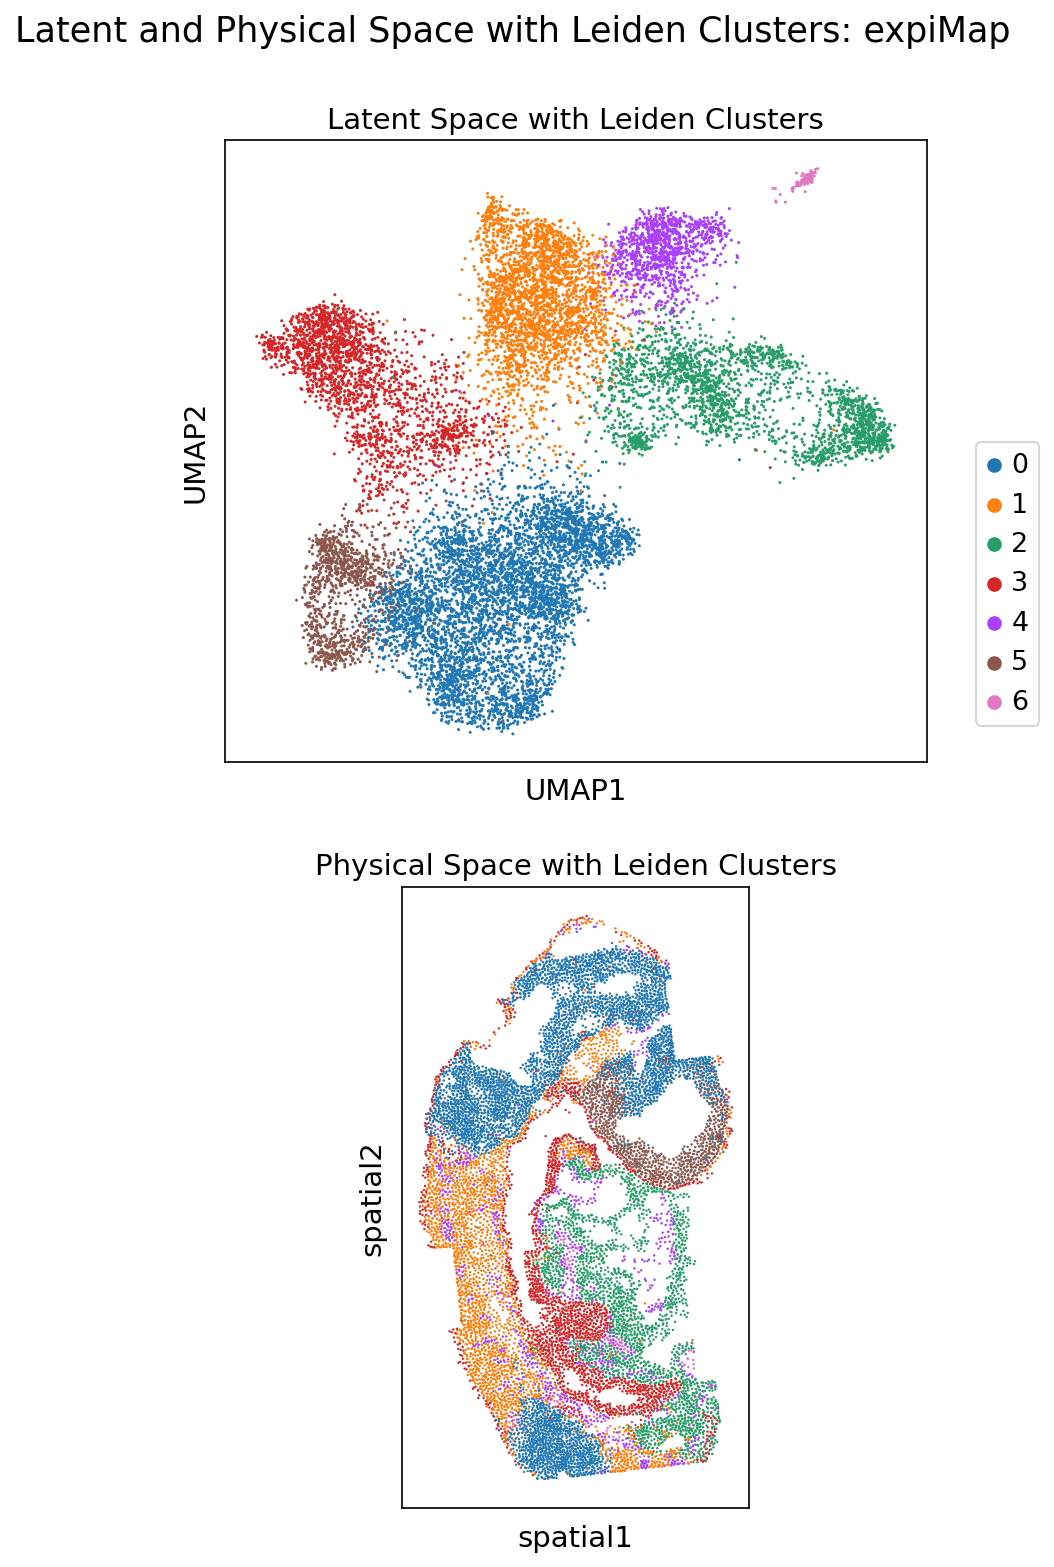 Latent and Physical Space with Leiden Clusters: expiMap
Latent Space with Leiden Clusters
UMAP2
0
1
2
3
4
5
6
UMAP1
Physical Space with Leiden Clusters
spatial2
spatial1